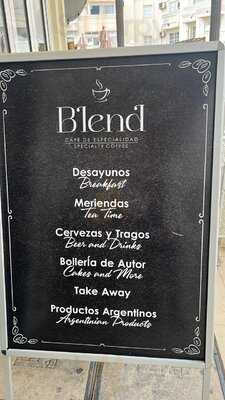 Blend
CAFÉ DE ESPECIALIDAD
SPECIALTY COFFEE
Desayunos
Breakfast
Meriendas
Tea Time
Cervezas y Tragos
Beer and Drinks
Bollería de Autor
Cakes and More
Take Away
Productos Argentinos
Argentinian Products